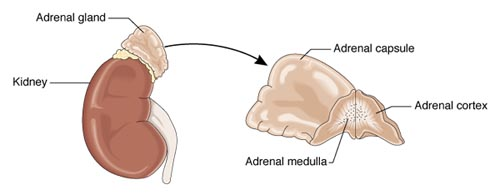 Adrenal gland
Kidney
Adrenal capsule
Adrenal cortex
Adrenal medulla